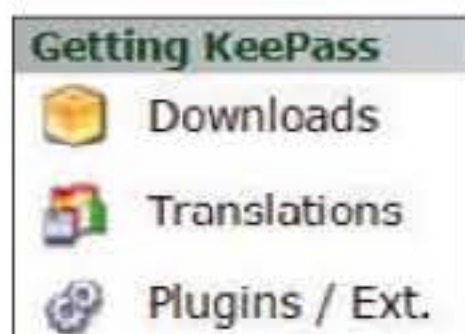 Getting KeePass
Downloads
Translations
Plugins / Ext.